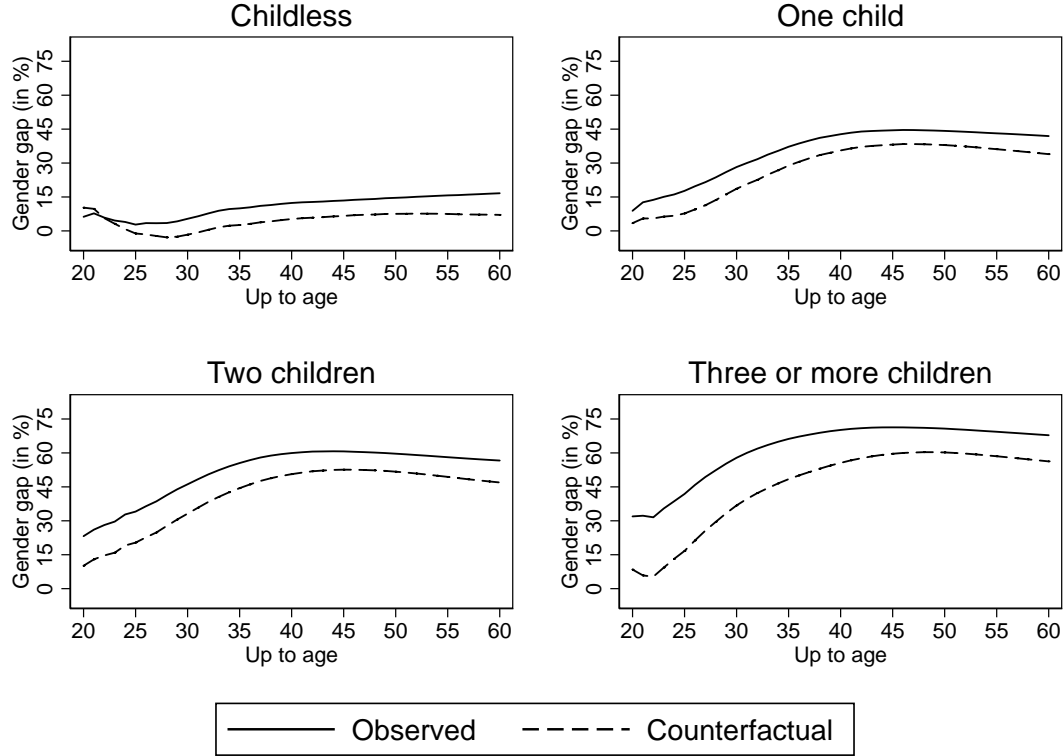 Childless
Gender gap (in %)
75
60
45
30
15
0
20 25 30 35 40 45 50 55 60
Up to age
One child
Gender gap (in %)
75
60
45
30
15
0
20 25 30 35 40 45 50 55 60
Up to age
Two children
Gender gap (in %)
75
60
45
30
15
0
20 25 30 35 40 45 50 55 60
Up to age
Three or more children
Gender gap (in %)
75
60
45
30
15
0
20 25 30 35 40 45 50 55 60
Up to age
Observed Counterfactual